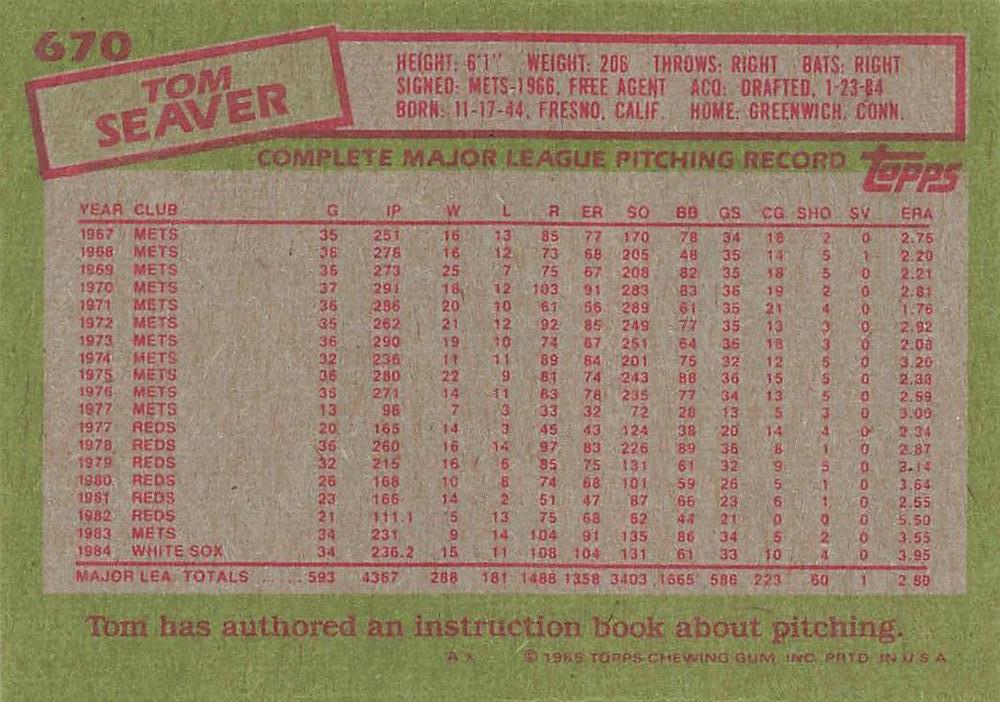 670
TOM
SEAVER
HEIGHT: 6'1" WEIGHT: 206 THROWS: RIGHT BATS: RIGHT
SIGNED: METS-1966, FREE AGENT ACQ: DRAFTED, 1-23-84
BORN: 11-17-44, FRESNO, CALIF. HOME: GREENWICH, CONN.
COMPLETE MAJOR LEAGUE PITCHING RECORD
topps
YEAR CLUB G IP W L R ER SO BB GS CG SHO SV ERA
1967 METS 35 251 16 13 85 77 170 78 34 18 2 0 2.76
1968 METS 36 278 16 12 73 68 205 48 35 14 5 1 2.20
1969 METS 36 273 25 7 75 67 208 82 35 18 5 0 2.21
1970 METS 37 291 18 12 103 91 283 83 36 19 2 0 2.81
1971 METS 36 286 20 10 61 56 289 61 35 21 4 0 1.76
1972 METS 35 262 21 12 92 85 249 77 35 13 3 0 2.92
1973 METS 36 290 19 10 74 67 251 64 36 18 3 0 2.08
1974 METS 32 236 11 11 89 84 201 75 32 12 5 0 3.20
1975 METS 36 280 22 9 81 74 243 88 36 15 5 0 2.38
1976 METS 35 271 14 11 83 78 235 77 34 13 5 0 2.59
1977 METS 13 96 7 3 33 32 72 28 13 5 3 0 3.00
1977 REDS 20 165 14 3 45 43 124 38 20 14 4 0 2.34
1978 REDS 36 260 16 14 97 83 226 89 36 8 1 0 2.87
1979 REDS 32 215 16 6 85 75 131 61 32 9 5 0 3.14
1980 REDS 26 168 10 8 74 68 101 59 26 5 1 0 3.64
1981 REDS 23 166 14 2 51 47 87 66 23 6 1 0 2.55
1982 REDS 21 111.1 5 13 75 68 62 44 21 0 0 0 5.50
1983 METS 34 231 9 14 104 91 135 86 34 5 2 0 3.55
1984 WHITE SOX 34 236.2 15 11 108 104 131 61 33 10 4 0 3.95
MAJOR LEA. TOTALS ...... 593 4367 288 181 1488 1358 3403 1665 586 223 60 1 2.80
Tom has authored an instruction book about pitching.
A * © 1985 TOPPS CHEWING GUM, INC. PRTD. IN U.S.A.